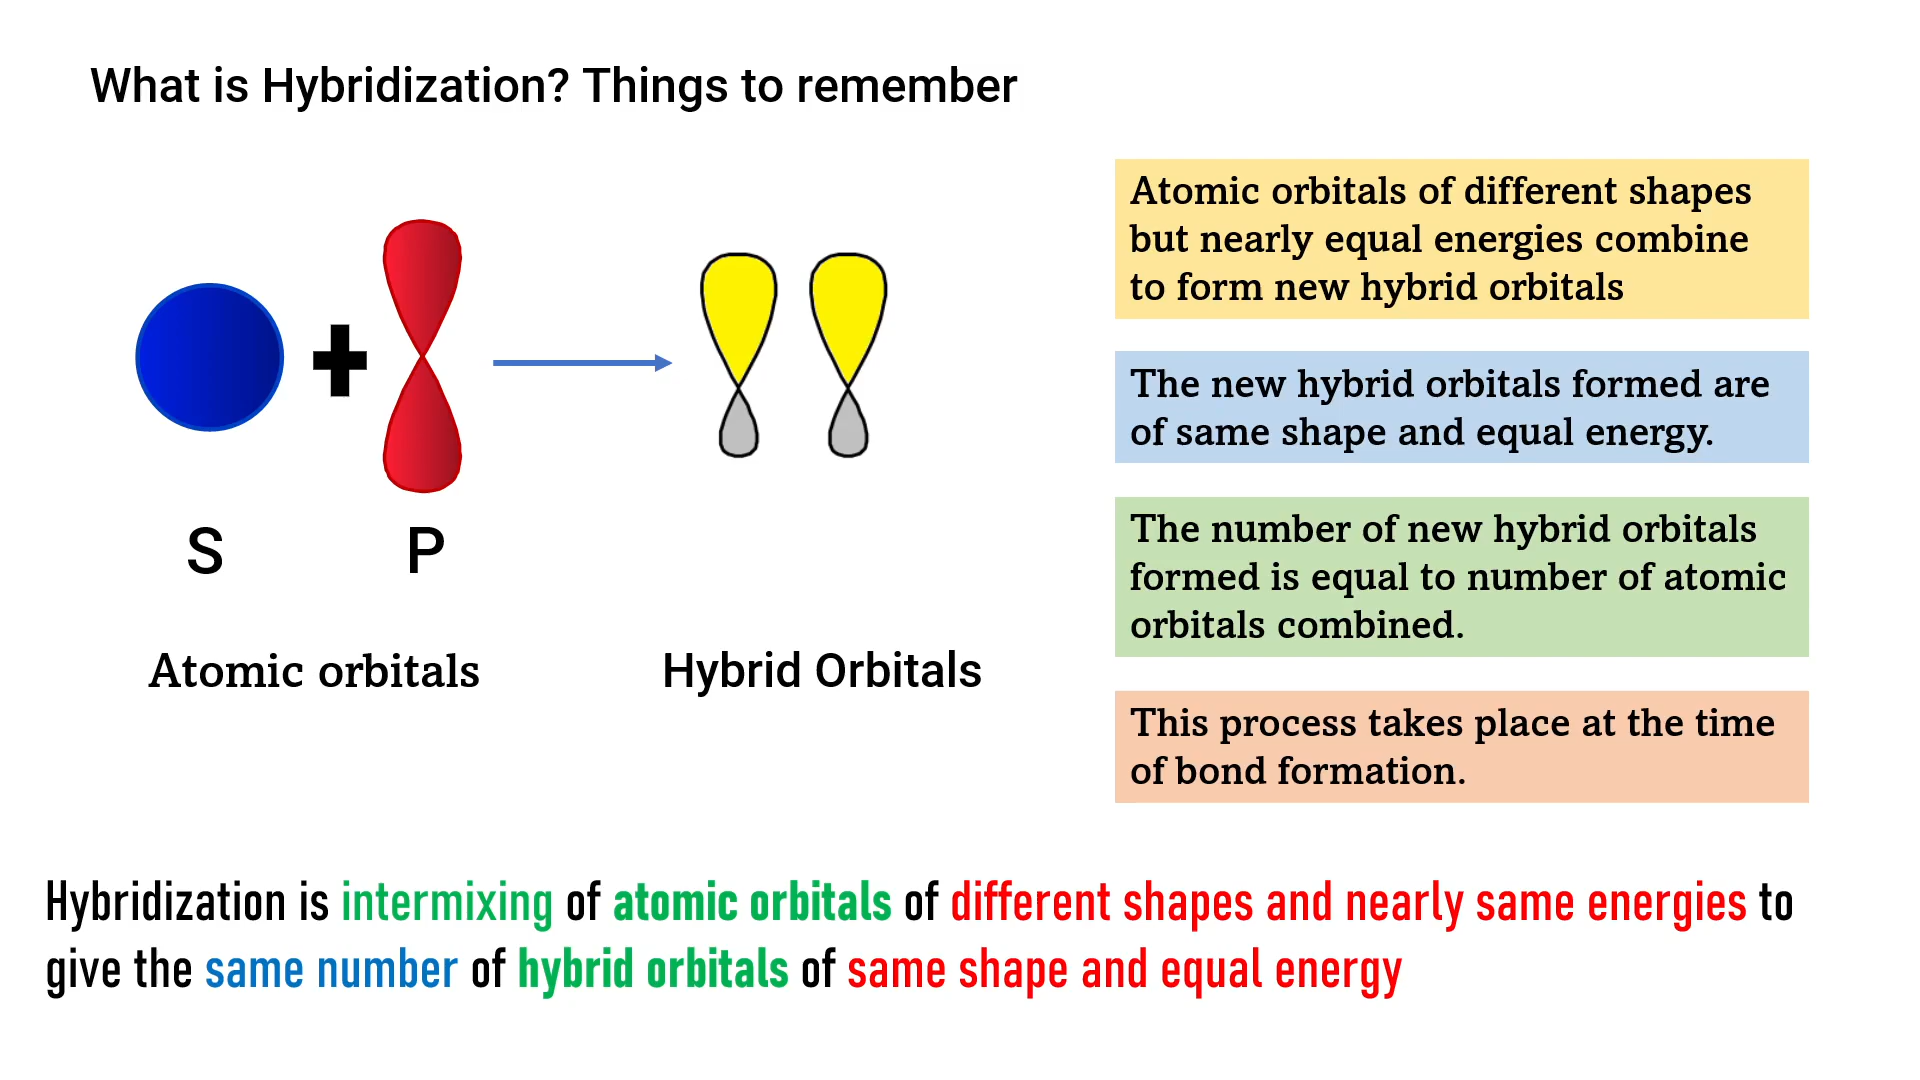 What is Hybridization? Things to remember
S
P
Atomic orbitals
Hybrid Orbitals
Atomic orbitals of different shapes
but nearly equal energies combine
to form new hybrid orbitals
The new hybrid orbitals formed are
of same shape and equal energy.
The number of new hybrid orbitals
formed is equal to number of atomic
orbitals combined.
This process takes place at the time
of bond formation.
Hybridization is intermixing of atomic orbitals of different shapes and nearly same energies to
give the same number of hybrid orbitals of same shape and equal energy